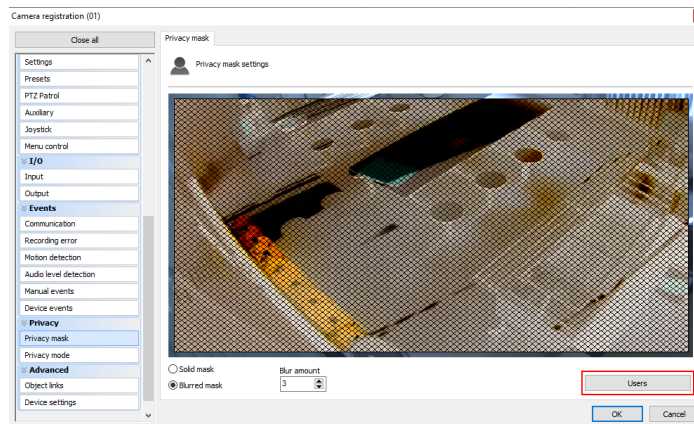 Camera registration (01)
Close all
Settings
Presets
PTZ Patrol
Auxiliary
Joystick
Menu control
I/O
Input
Output
Events
Communication
Recording error
Motion detection
Audio level detection
Manual events
Device events
Privacy
Privacy mask
Privacy mode
Advanced
Object links
Device settings
Privacy mask
Privacy mask settings
Solid mask
Blurred mask
Blur amount
3
Users
OK
Cancel